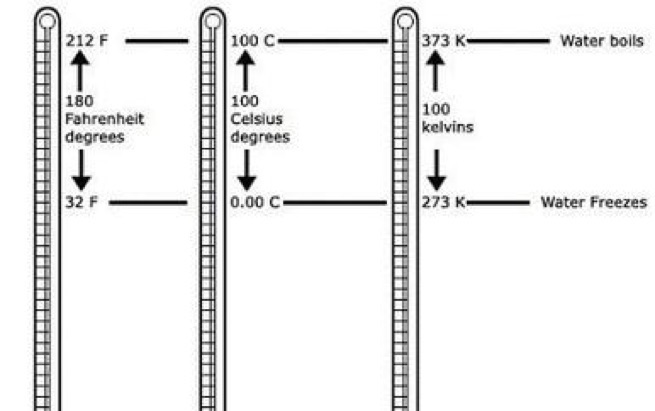 212 F
100 C
373 K
Water boils
180
Fahrenheit
degrees
100
Celsius
degrees
100
kelvins
32 F
0.00 C
273 K
Water Freezes